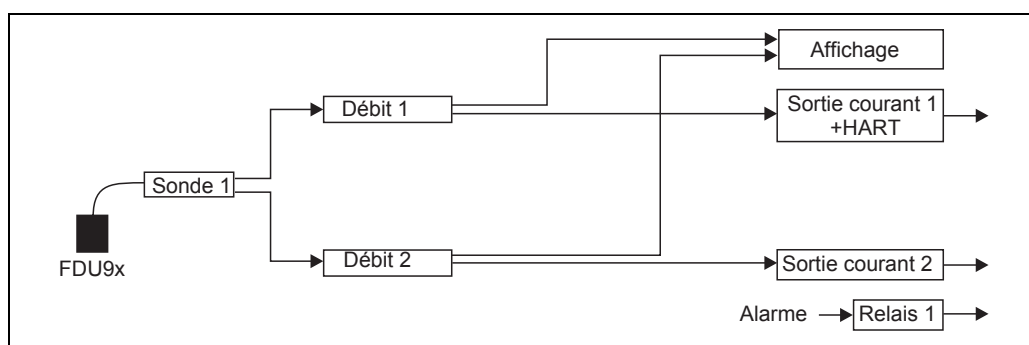 Affichage
Débit 1
Sortie courant 1
+HART
Sonde 1
FDU9x
Débit 2
Sortie courant 2
Alarme
Relais 1